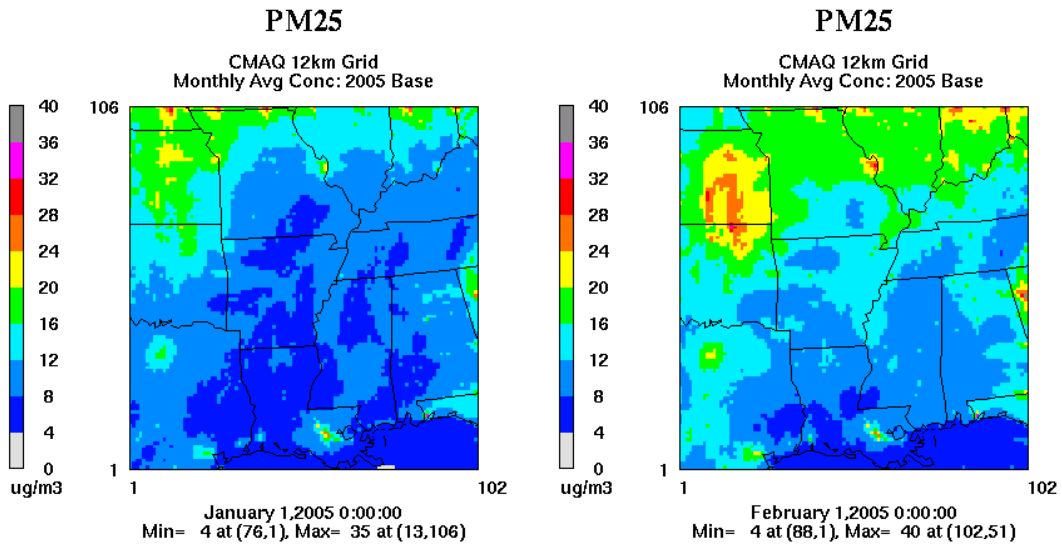 PM25
CMAQ 12km Grid
Monthly Avg Conc: 2005 Base
40
36
32
28
24
20
16
12
8
4
0
ug/m3
106
1
1
102
January 1,2005 0:00:00
Min= 4 at (76,1), Max= 35 at (13,106)
PM25
CMAQ 12km Grid
Monthly Avg Conc: 2005 Base
40
36
32
28
24
20
16
12
8
4
0
ug/m3
106
1
1
102
February 1,2005 0:00:00
Min= 4 at (88,1), Max= 40 at (102,51)